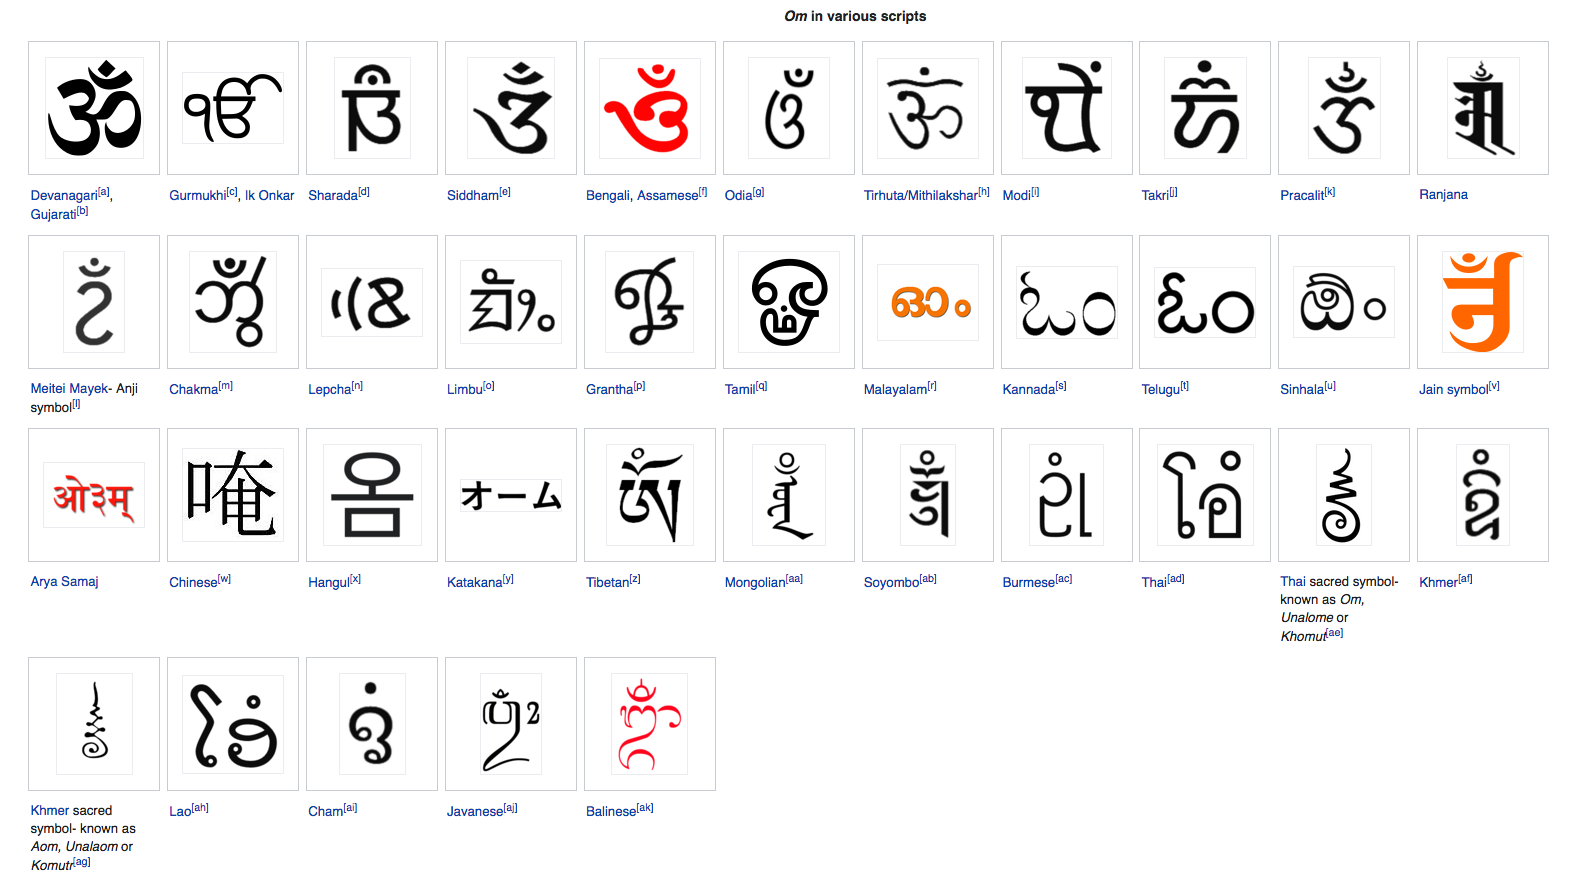 Om in various scripts
ॐ ੴ 𑆏𑆀 ওঁ ଓଁ ꣽ
Devanagari[a], Gurmukhi[c], Ik Onkar Sharada[d] Siddham[e] Bengali, Assamese[f] Odia[g] Tirhuta/Mithilakshar[h] Modi[i] Takri[j] Pracalit[k] Ranjana
Gujarati[b]
ௐ ഓം ఓం ඕං
Meitei Mayek- Anji Chakma[m] Lepcha[n] Limbu[o] Grantha[p] Tamil[q] Malayalam[r] Kannada[s] Telugu[t] Sinhala[u] Jain symbol[v]
symbol[l]
ओ३म् 唵 옴 オーム ༀ ဥုံ โอํ
Arya Samaj Chinese[w] Hangul[x] Katakana[y] Tibetan[z] Mongolian[aa] Soyombo[ab] Burmese[ac] Thai[ad] Thai sacred symbol- Khmer[af]
known as Om,
Unalome or
Khomut[ae]
Khmer sacred Lao[ah] Cham[ai] Javanese[aj] Balinese[ak]
symbol- known as
Aom, Unalaom or
Komutr[ag]